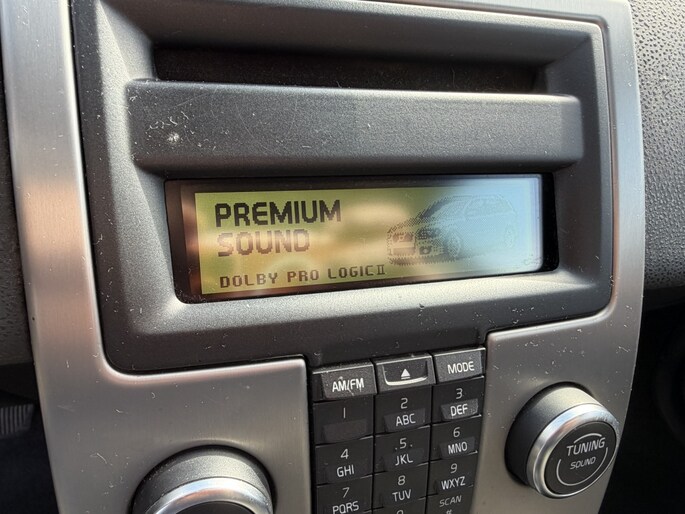 PREMIUM
SOUND
DOLBY PRO LOGIC II
AM/FM
MODE
1
2
ABC
3
DEF
4
GHI
5
JKL
6
MNO
7
PQRS
8
TUV
9
WXYZ
SCAN
TUNING
SOUND